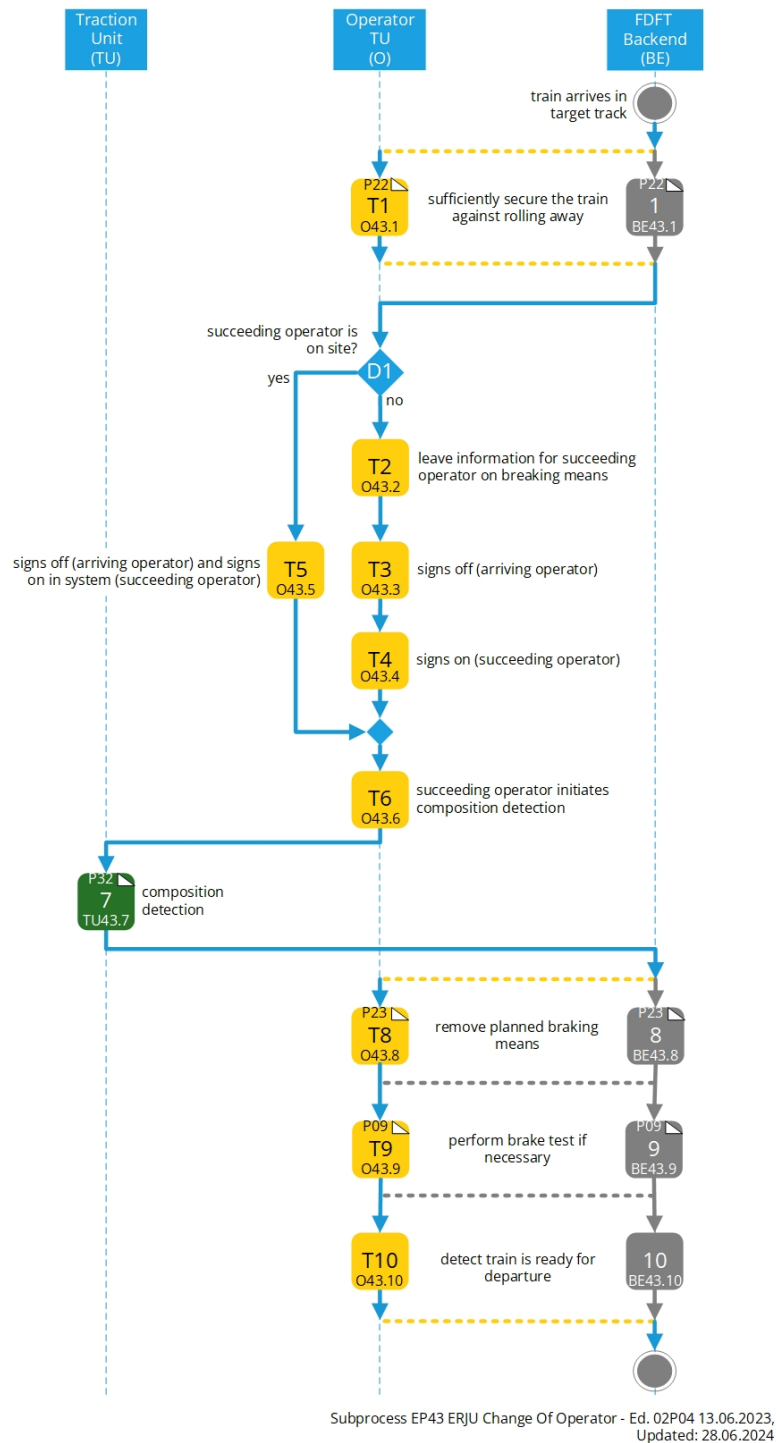 Traction
Unit
(TU)
Operator
TU
(O)
FDFT
Backend
(BE)
train arrives in
target track
P22
T1
O43.1
sufficiently secure the train
against rolling away
P22
1
BE43.1
succeeding operator is
on site?
D1
yes
no
T2
O43.2
leave information for succeeding
operator on breaking means
signs off (arriving operator) and signs
on in system (succeeding operator)
T5
O43.5
T3
O43.3
signs off (arriving operator)
T4
O43.4
signs on (succeeding operator)
T6
O43.6
succeeding operator initiates
composition detection
P32
7
TU43.7
composition
detection
P23
T8
O43.8
remove planned braking
means
P23
8
BE43.8
P09
T9
O43.9
perform brake test if
necessary
P09
9
BE43.9
T10
O43.10
detect train is ready for
departure
10
BE43.10
Subprocess EP43 ERJU Change Of Operator - Ed. 02P04 13.06.2023,
Updated: 28.06.2024